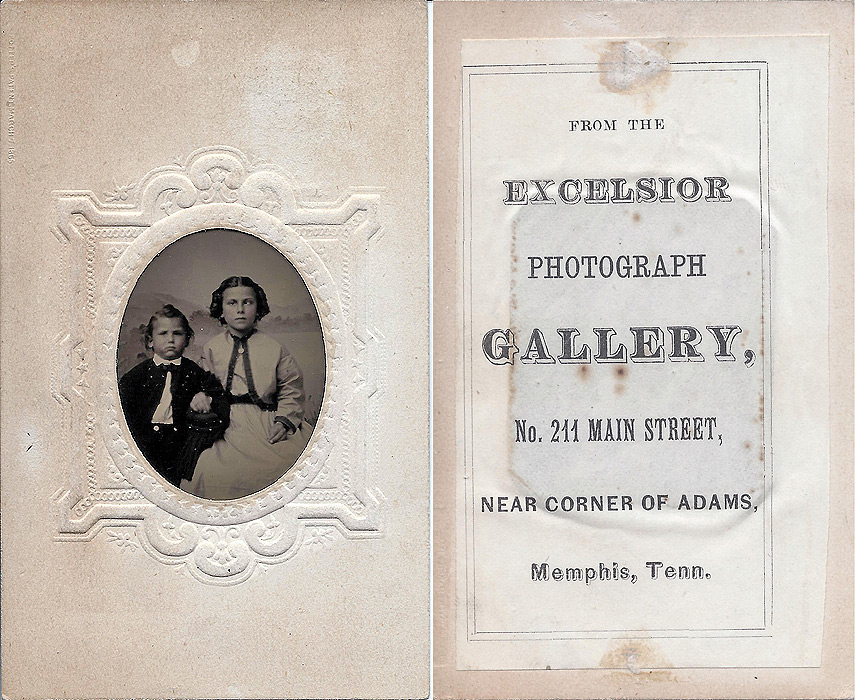 FROM THE
EXCELSIOR
PHOTOGRAPH
GALLERY,
No. 211 MAIN STREET,
NEAR CORNER OF ADAMS,
Memphis, Tenn.